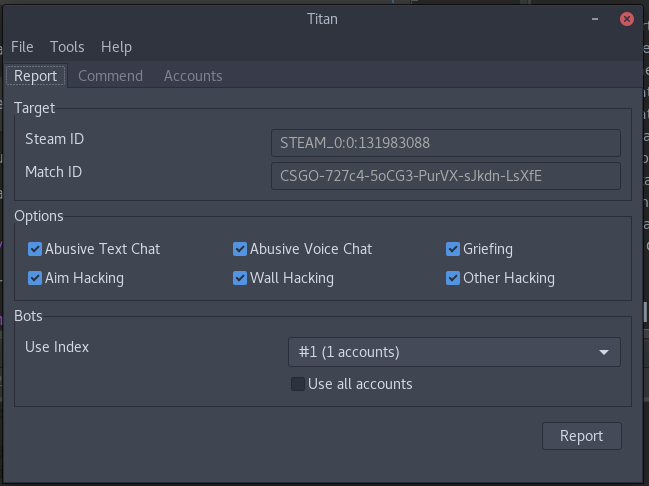 Titan
File Tools Help
Report Commend Accounts
Target
Steam ID STEAM_0:0:131983088
Match ID CSGO-727c4-5oCG3-PurVX-sJkdn-LsXfE
Options
Abusive Text Chat Abusive Voice Chat Griefing
Aim Hacking Wall Hacking Other Hacking
Bots
Use Index #1 (1 accounts)
Use all accounts
Report